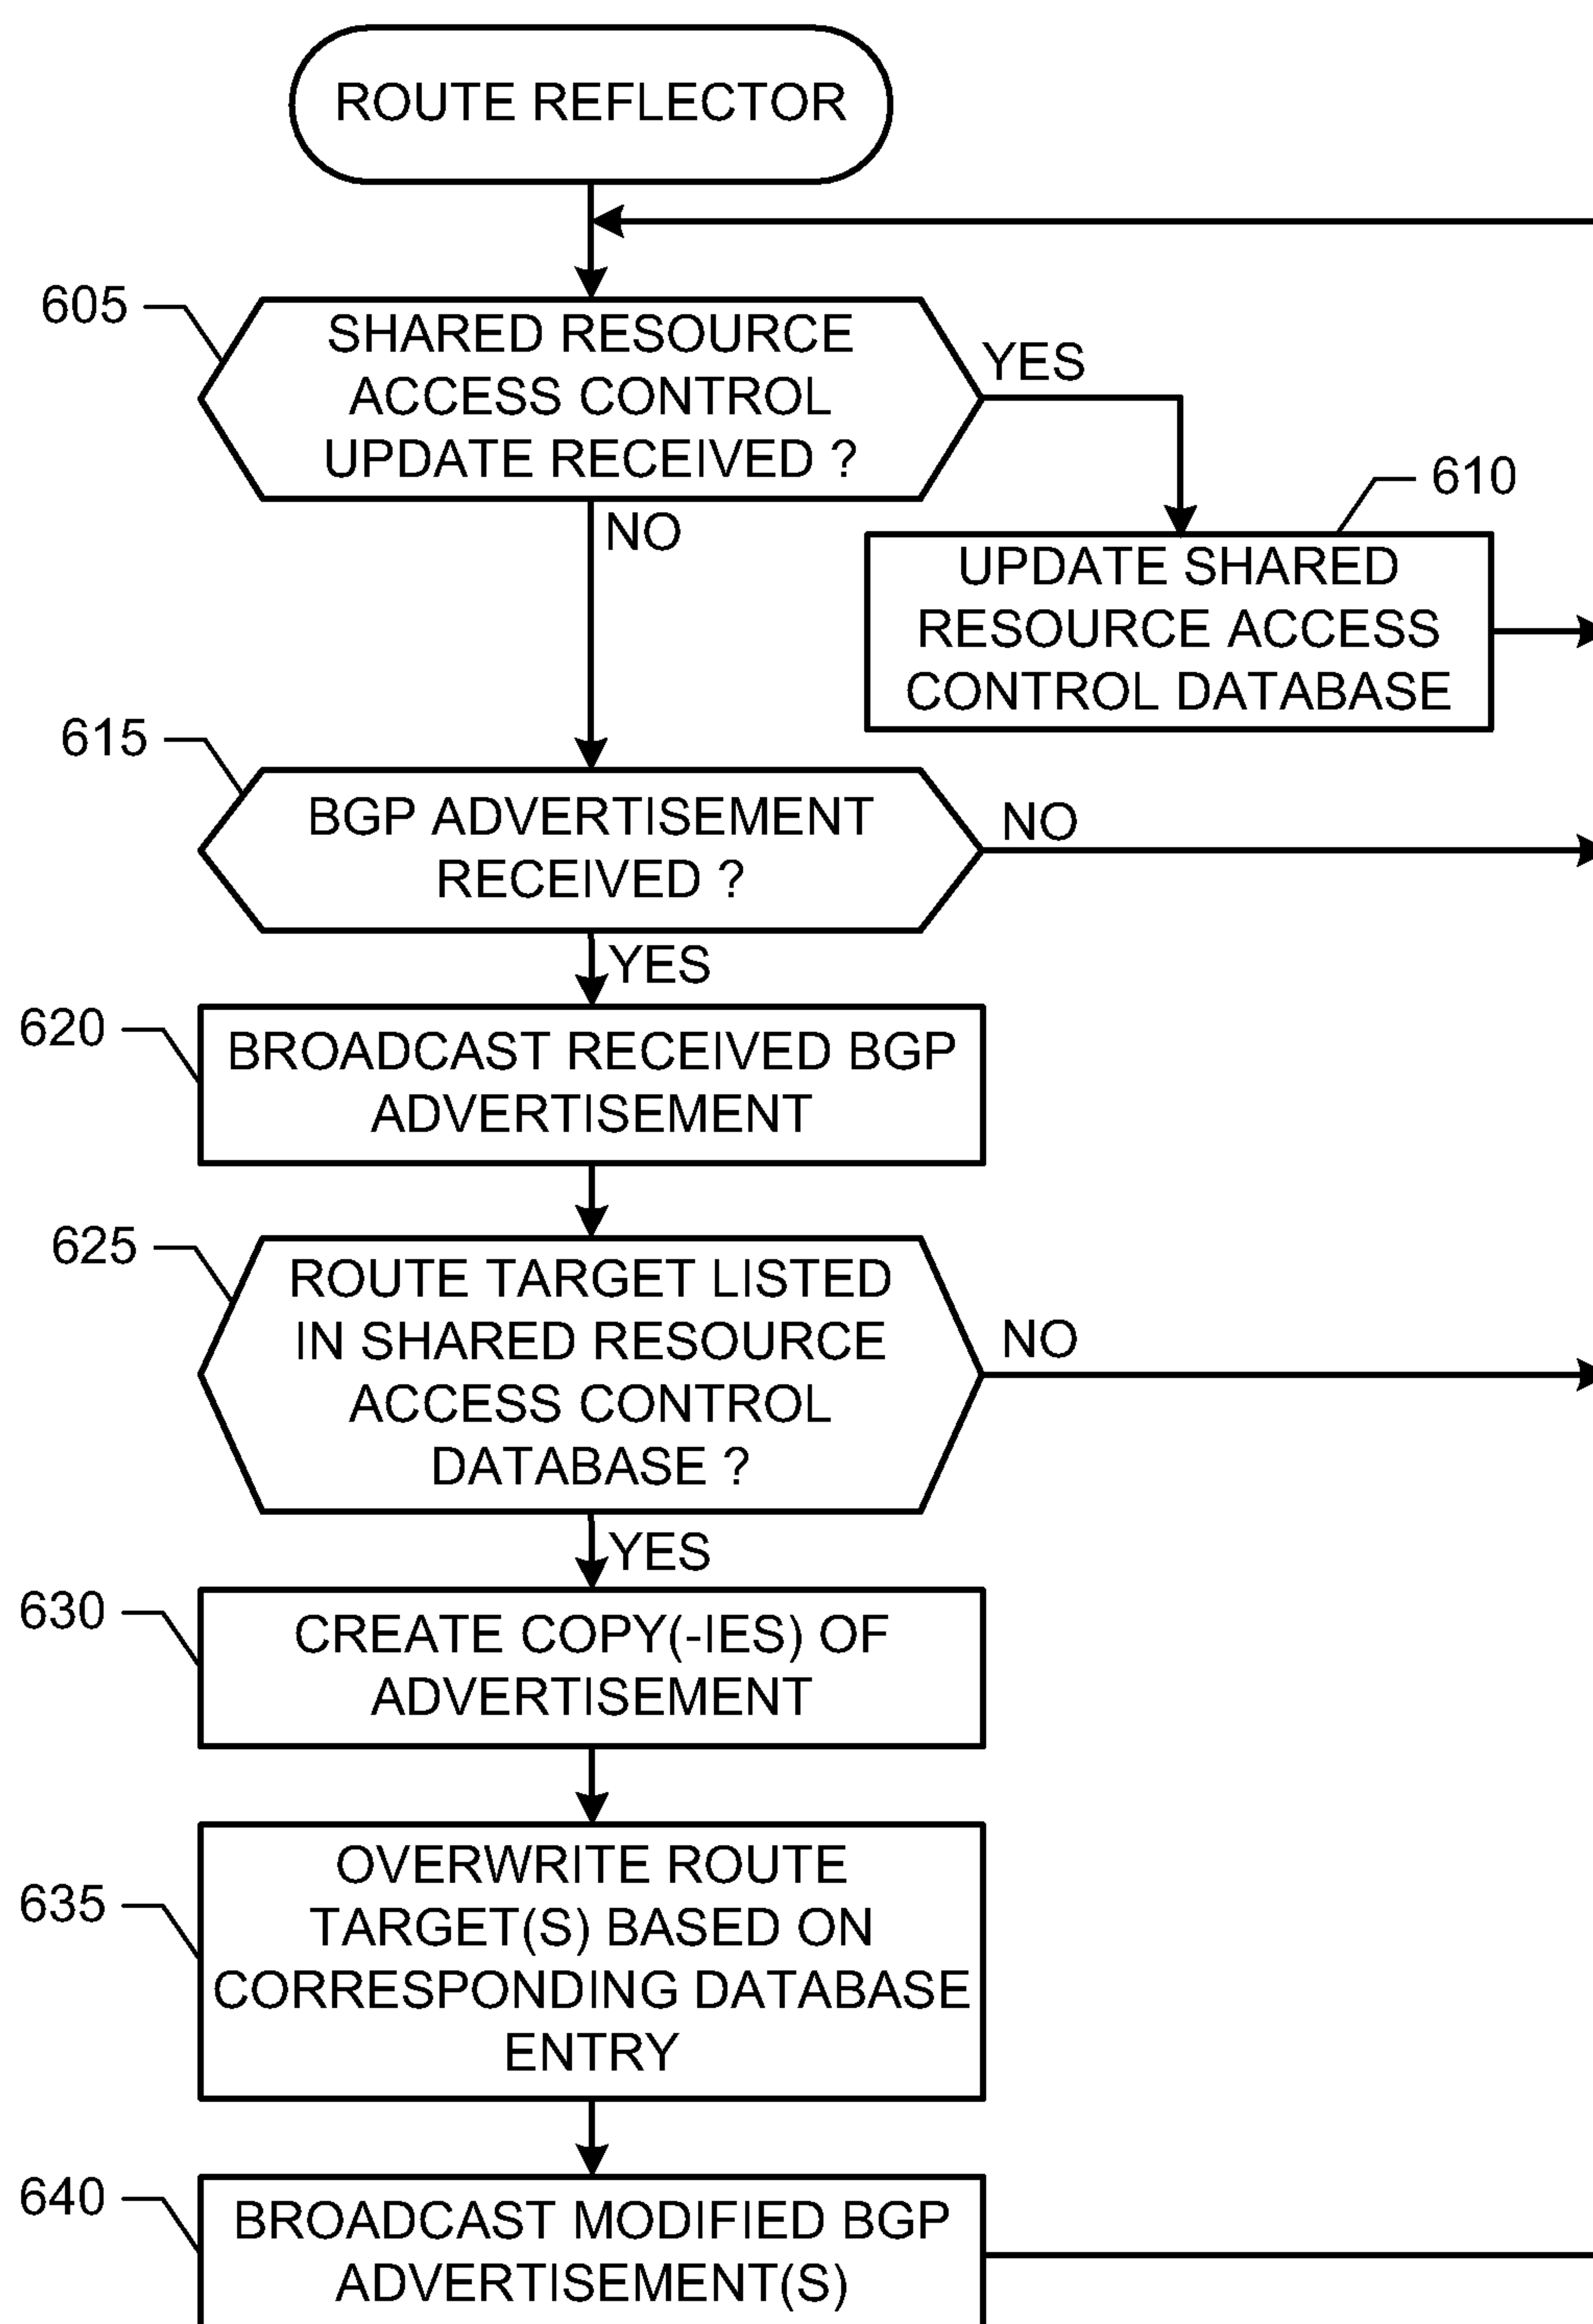 ROUTE REFLECTOR
605
SHARED RESOURCE
ACCESS CONTROL
UPDATE RECEIVED ?
YES
NO
610
UPDATE SHARED
RESOURCE ACCESS
CONTROL DATABASE
615
BGP ADVERTISEMENT
RECEIVED ?
NO
YES
620
BROADCAST RECEIVED BGP
ADVERTISEMENT
625
ROUTE TARGET LISTED
IN SHARED RESOURCE
ACCESS CONTROL
DATABASE ?
NO
YES
630
CREATE COPY(-IES) OF
ADVERTISEMENT
635
OVERWRITE ROUTE
TARGET(S) BASED ON
CORRESPONDING DATABASE
ENTRY
640
BROADCAST MODIFIED BGP
ADVERTISEMENT(S)